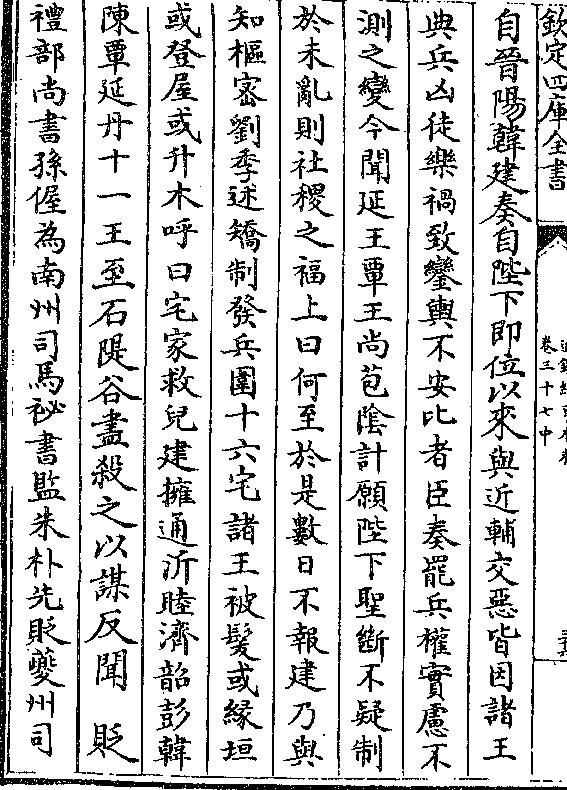 欽定四庫全書
卷三十七中
自晉陽韓建奏自陛下即位以來與近輔交惡皆因諸王
典兵凶徒樂禍致鑾輿不安比者臣奏罷兵權實慮不
測之變今聞延王覃王尚苞陰計願陛下聖斷不疑制
於未亂則社稷之福上曰何至於是數日不報建乃與
知樞密劉季述矯制發兵圍十六宅諸王被髮或緣垣
或登屋或升木呼曰宅家救兒建擁通沂睦濟韶彭韓
陳覃延丹十一王至石隄谷盡殺之以謀反聞　貶
禮部尚書孫偓為南州司馬祕書監朱朴先貶夔州司